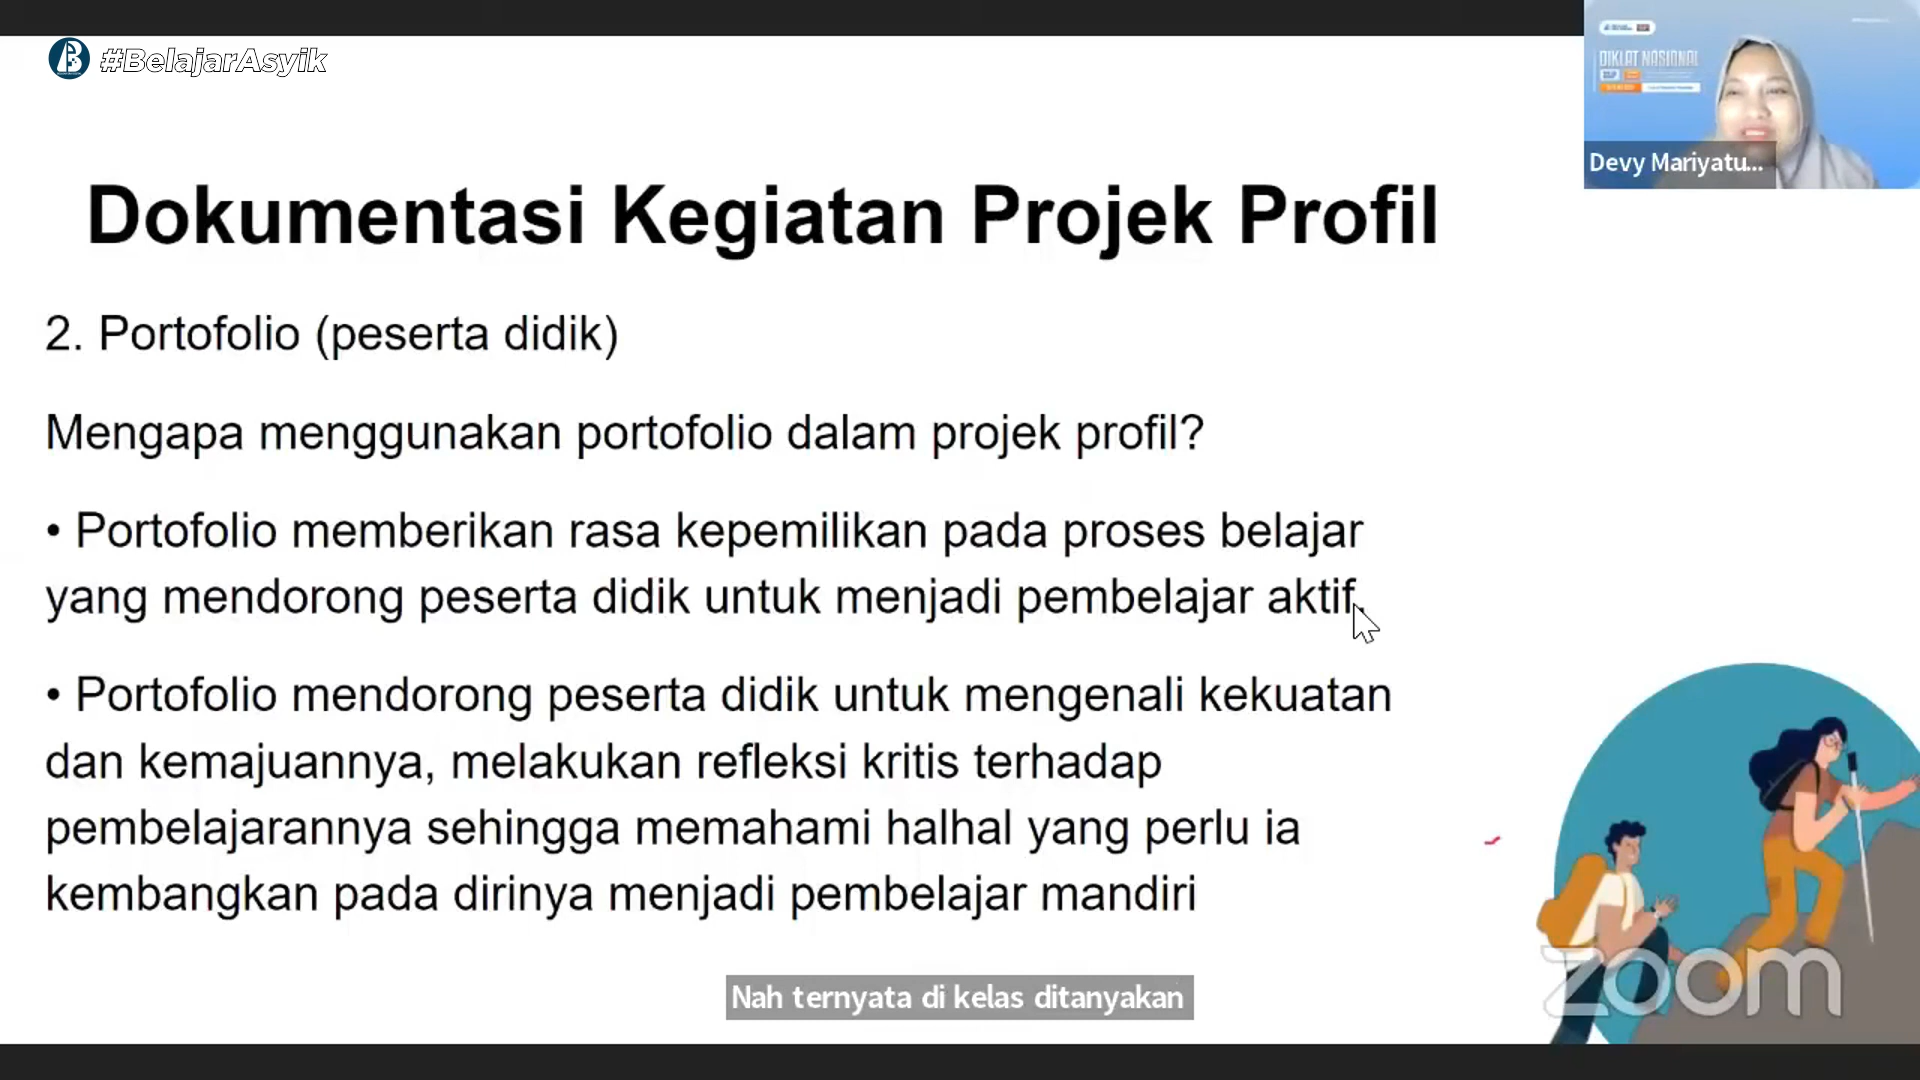 #BelajarAsyik
DIKLAT NASIONAL
Devy Mariyatu...
Dokumentasi Kegiatan Projek Profil
2. Portofolio (peserta didik)
Mengapa menggunakan portofolio dalam projek profil?
• Portofolio memberikan rasa kepemilikan pada proses belajar
yang mendorong peserta didik untuk menjadi pembelajar aktif.
• Portofolio mendorong peserta didik untuk mengenali kekuatan
dan kemajuannya, melakukan refleksi kritis terhadap
pembelajarannya sehingga memahami halhal yang perlu ia
kembangkan pada dirinya menjadi pembelajar mandiri
zoom
Nah ternyata di kelas ditanyakan